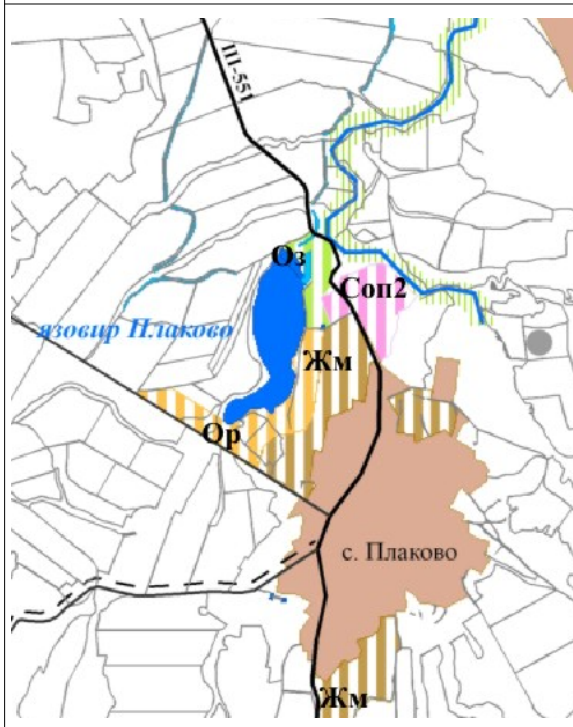 III-551
Оз
Соп2
язовир Плаково
Жм
Ор
с. Плаково
Жм